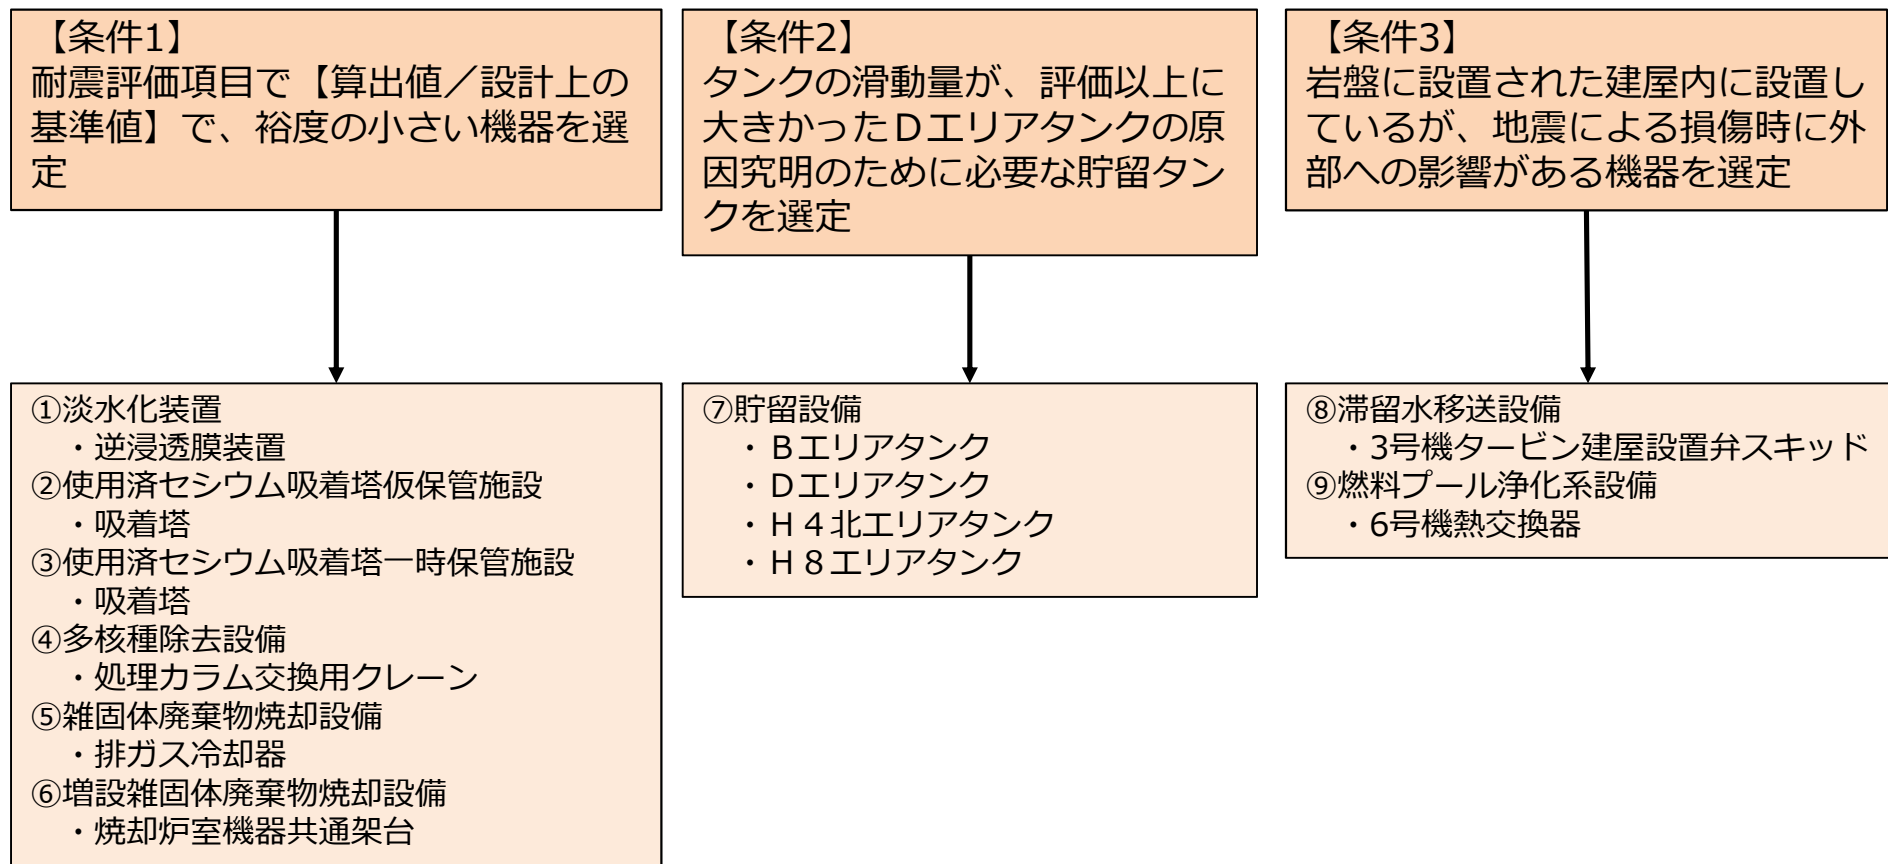 【条件1】
耐震評価項目で【算出値／設計上の
基準値】で、裕度の小さい機器を選
定
【条件2】
タンクの滑動量が、評価以上に
大きかったＤエリアタンクの原
因究明のために必要な貯留タン
クを選定
【条件3】
岩盤に設置された建屋内に設置し
ているが、地震による損傷時に外
部への影響がある機器を選定
①淡水化装置
・逆浸透膜装置
②使用済セシウム吸着塔仮保管施設
・吸着塔
③使用済セシウム吸着塔一時保管施設
・吸着塔
④多核種除去設備
・処理カラム交換用クレーン
⑤雑固体廃棄物焼却設備
・排ガス冷却器
⑥増設雑固体廃棄物焼却設備
・焼却炉室機器共通架台
⑦貯留設備
・Ｂエリアタンク
・Ｄエリアタンク
・Ｈ４北エリアタンク
・Ｈ８エリアタンク
⑧滞留水移送設備
・3号機タービン建屋設置弁スキッド
⑨燃料プール浄化系設備
・6号機熱交換器